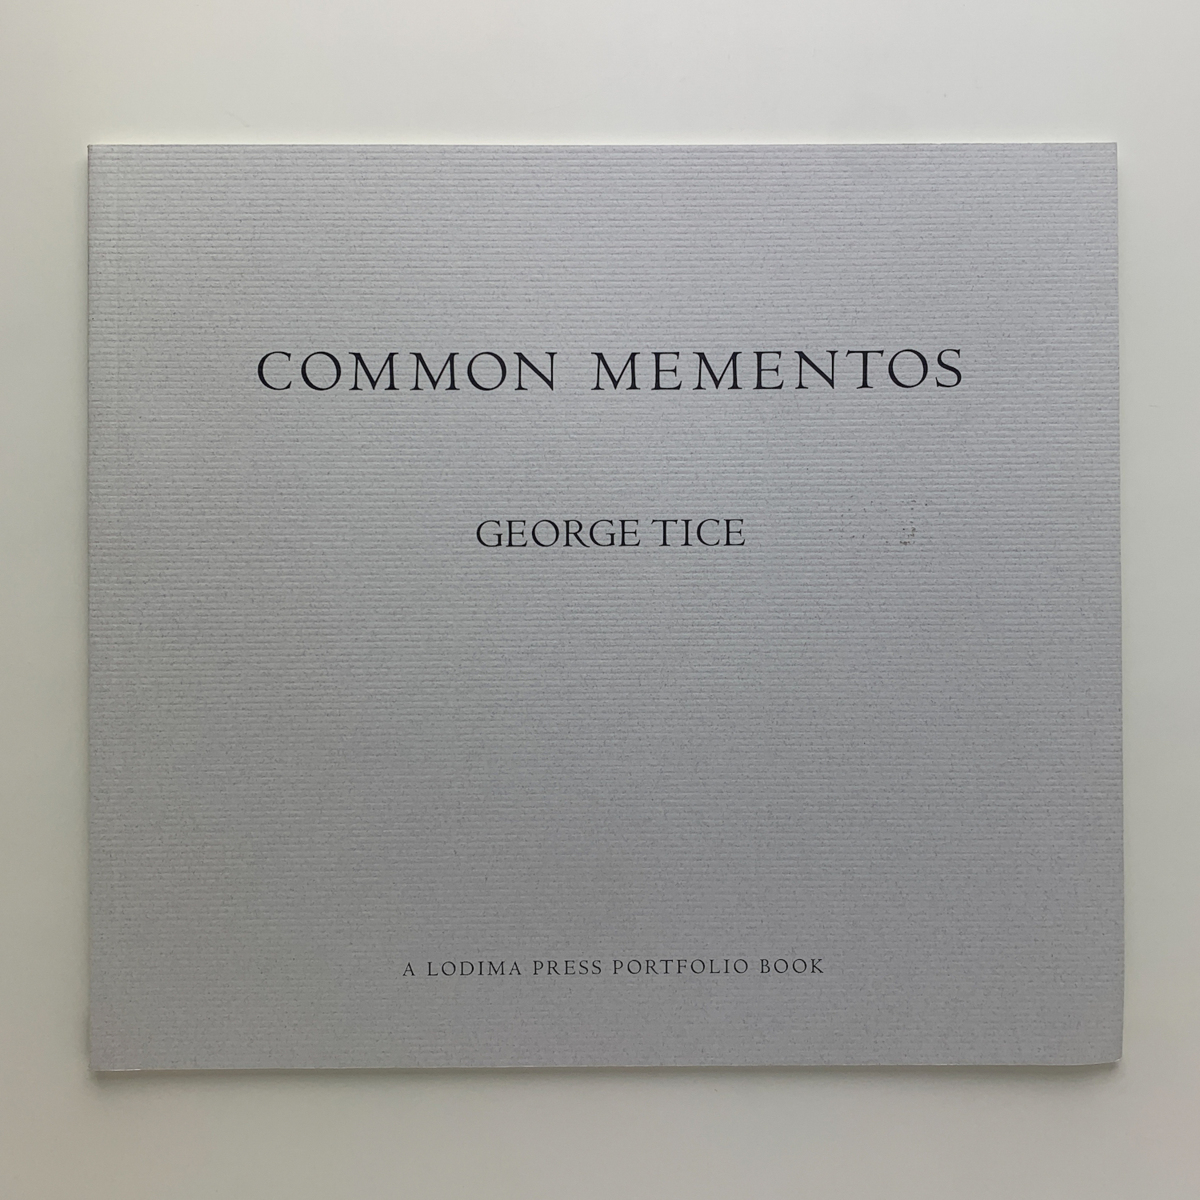 COMMON MEMENTOS
GEORGE TICE
A LODIMA PRESS PORTFOLIO BOOK